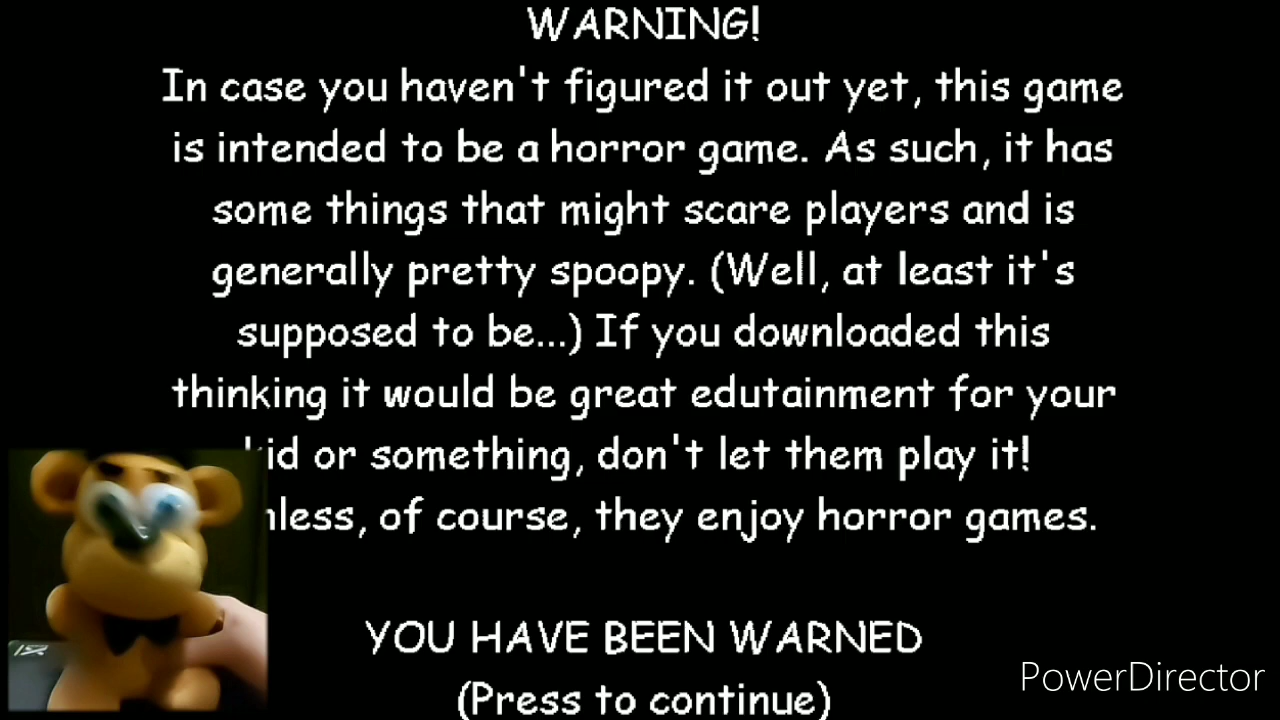 WARNING!
In case you haven't figured it out yet, this game
is intended to be a horror game. As such, it has
some things that might scare players and is
generally pretty spoopy. (Well, at least it's
supposed to be...) If you downloaded this
thinking it would be great edutainment for your
kid or something, don't let them play it!
nless, of course, they enjoy horror games.
YOU HAVE BEEN WARNED
(Press to continue)
PowerDirector